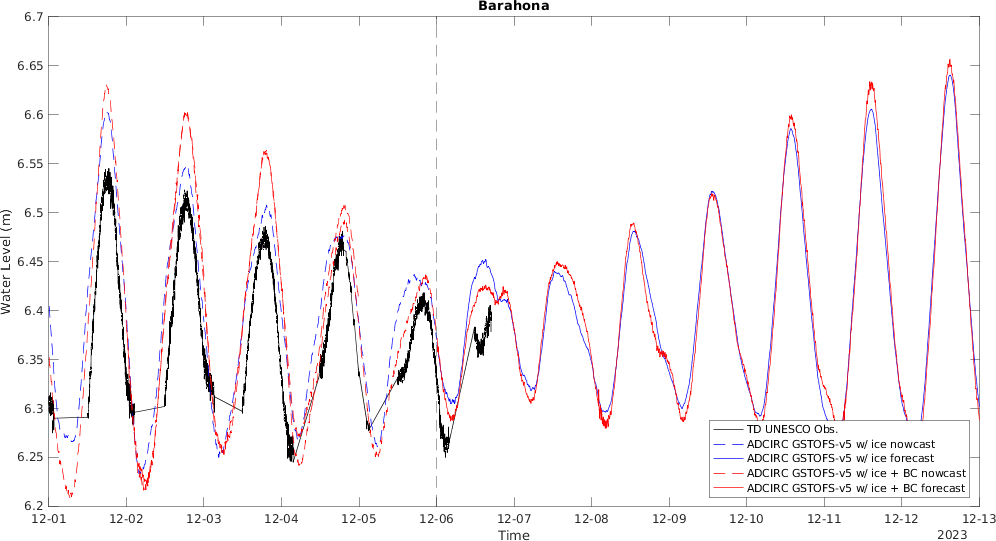 Barahona
Water Level (m)
6.7
6.65
6.6
6.55
6.5
6.45
6.4
6.35
6.3
6.25
6.2
TD UNESCO Obs.
ADCIRC GSTOFS-v5 w/ ice nowcast
ADCIRC GSTOFS-v5 w/ ice forecast
ADCIRC GSTOFS-v5 w/ ice + BC nowcast
ADCIRC GSTOFS-v5 w/ ice + BC forecast
12-01 12-02 12-03 12-04 12-05 12-06 12-07 12-08 12-09 12-10 12-11 12-12 12-13
Time
2023